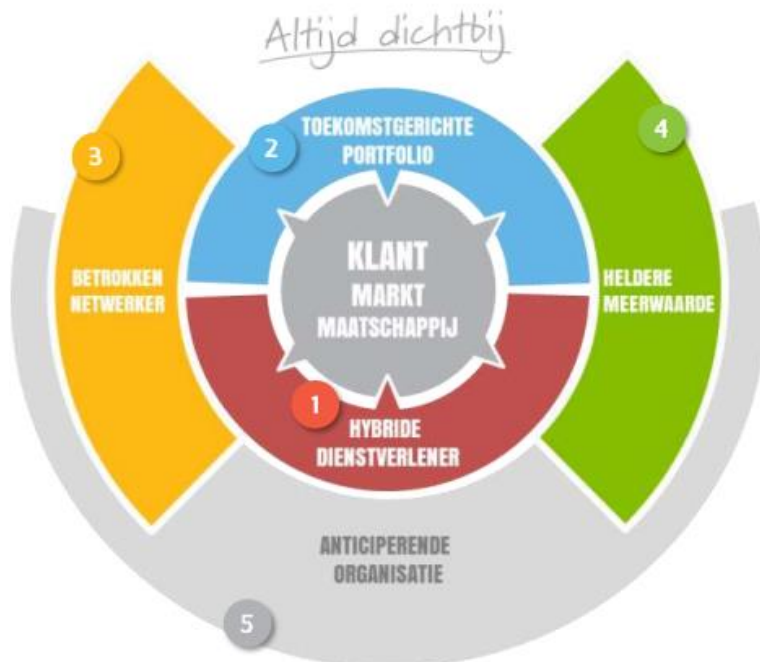 Altijd dichtbij
3
2
TOEKOMSTGERICHTE
PORTFOLIO
4
KLANT
MARKT
MAATSCHAPPIJ
BETROKKEN
NETWERKER
HELDERE
MEERWAARDE
1
HYBRIDE
DIENSTVERLENER
ANTICIPERENDE
ORGANISATIE
5